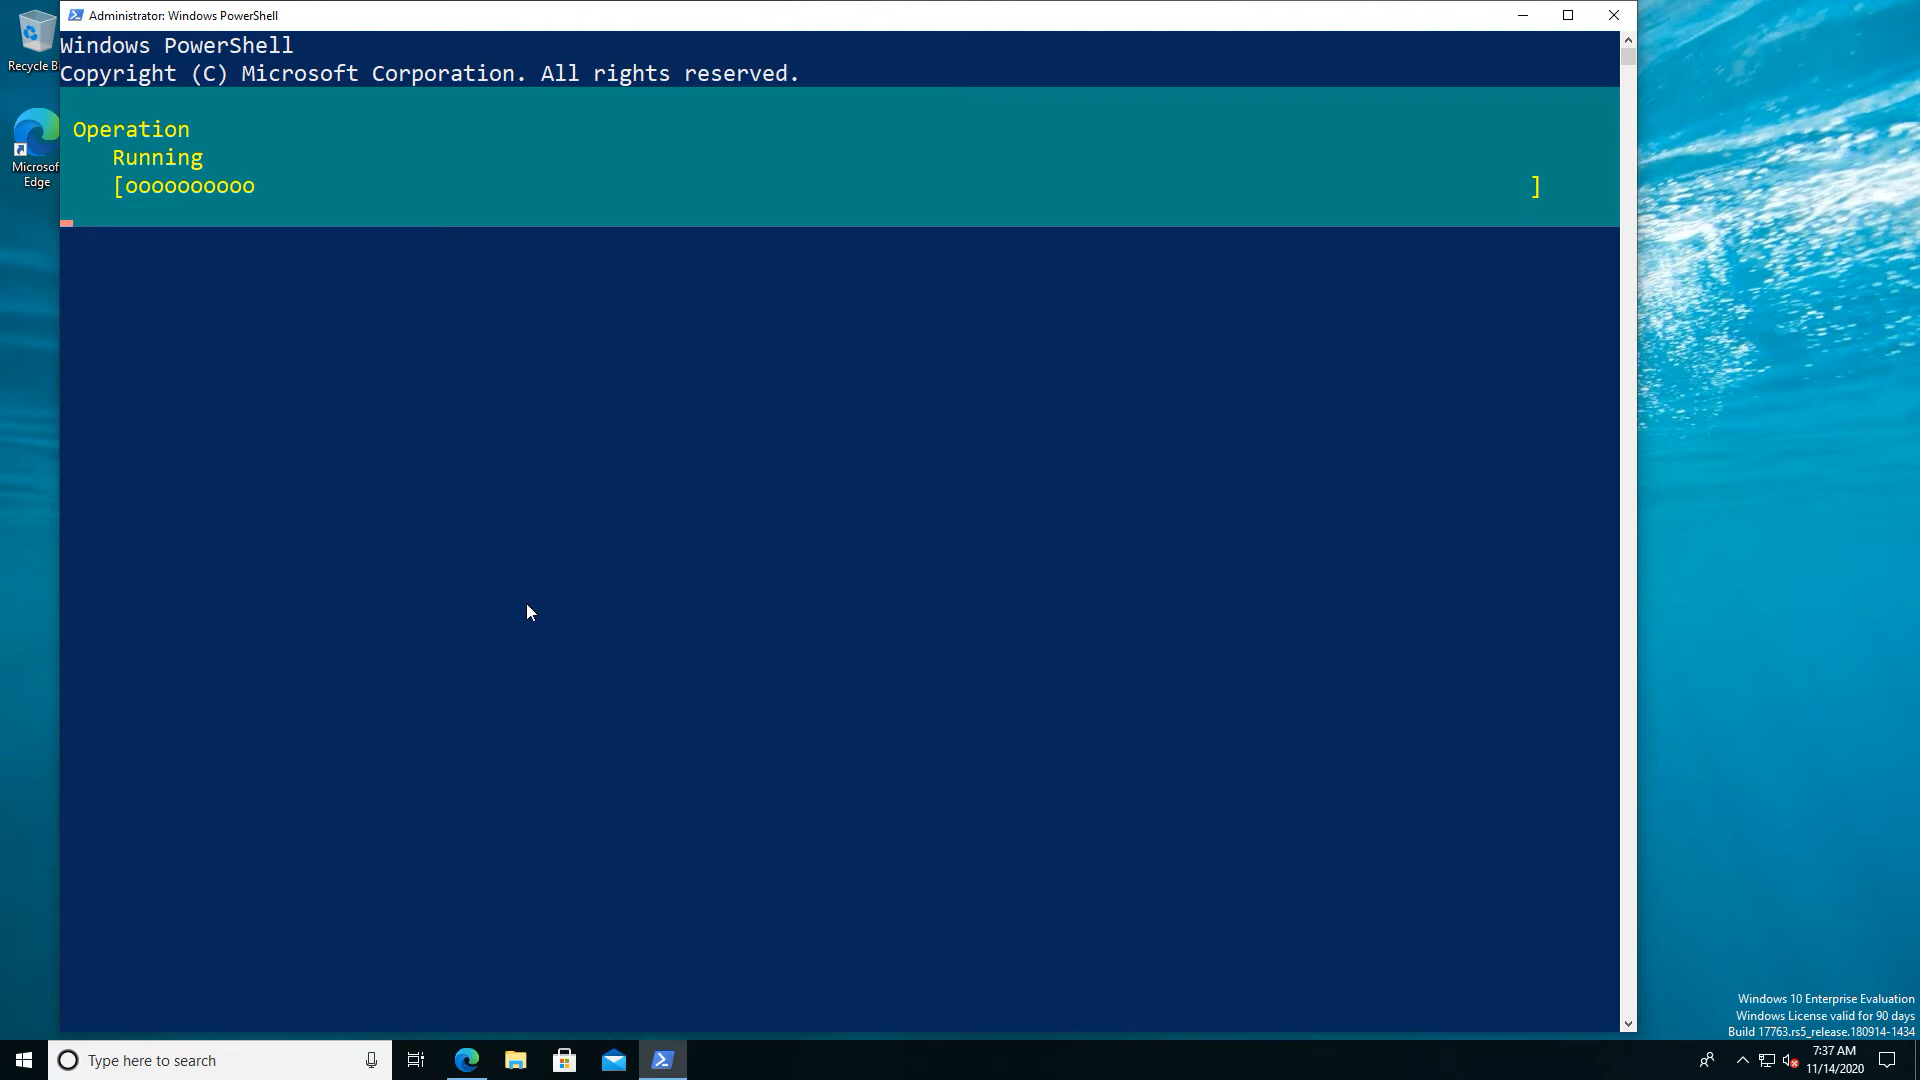 Administrator: Windows PowerShell
Windows PowerShell
Copyright (C) Microsoft Corporation. All rights reserved.
Operation
Running
[oooooooooo ]
Recycle B
Microsof
Edge
Windows 10 Enterprise Evaluation
Windows License valid for 90 days
Build 17763.rs5_release.180914-1434
Type here to search
7:37 AM
11/14/2020